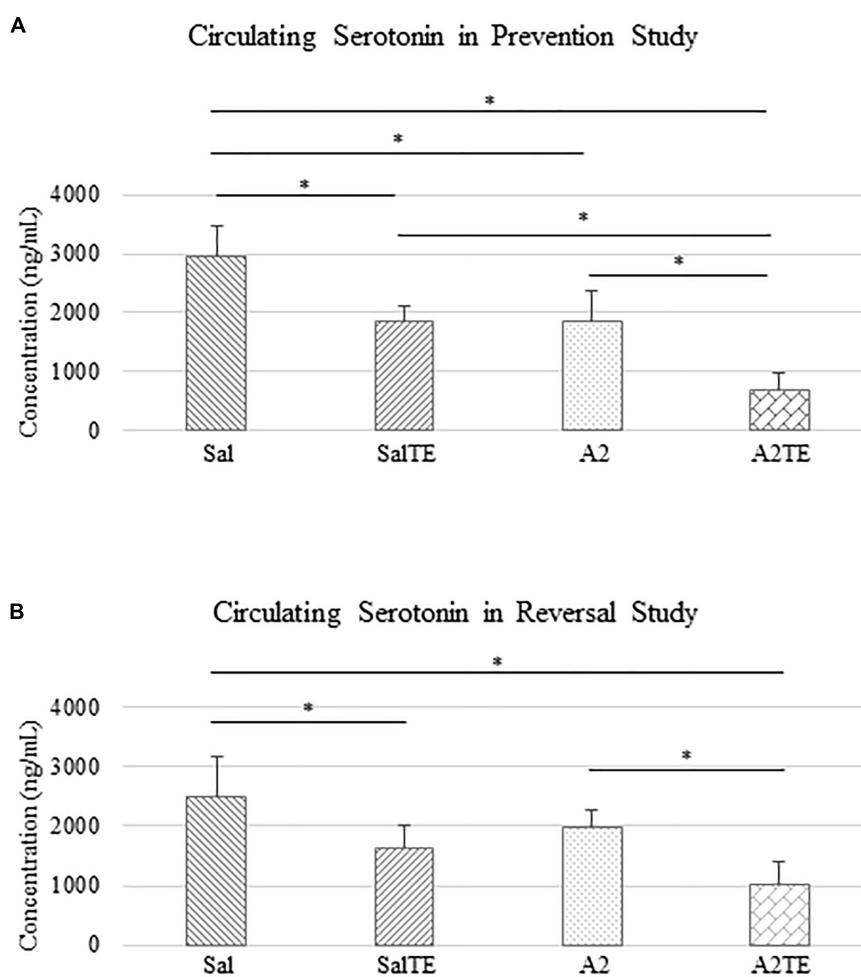 A
Circulating Serotonin in Prevention Study
*
*
*
*
*
Concentration (ng/mL)
4000
3000
2000
1000
0
Sal SalTE A2 A2TE
B
Circulating Serotonin in Reversal Study
*
*
*
Concentration (ng/mL)
4000
3000
2000
1000
0
Sal SalTE A2 A2TE